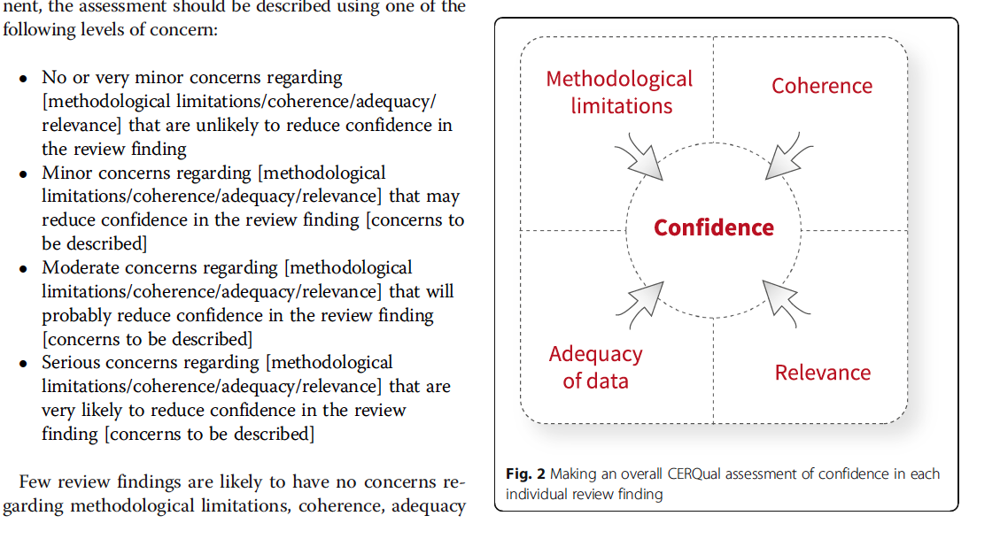 nent, the assessment should be described using one of the
following levels of concern:
• No or very minor concerns regarding
[methodological limitations/coherence/adequacy/
relevance] that are unlikely to reduce confidence in
the review finding
• Minor concerns regarding [methodological
limitations/coherence/adequacy/relevance] that may
reduce confidence in the review finding [concerns to
be described]
• Moderate concerns regarding [methodological
limitations/coherence/adequacy/relevance] that will
probably reduce confidence in the review finding
[concerns to be described]
• Serious concerns regarding [methodological
limitations/coherence/adequacy/relevance] that are
very likely to reduce confidence in the review
finding [concerns to be described]
Few review findings are likely to have no concerns re-
garding methodological limitations, coherence, adequacy
Methodological
limitations
Coherence
Confidence
Adequacy
of data
Relevance
Fig. 2 Making an overall CERQual assessment of confidence in each
individual review finding